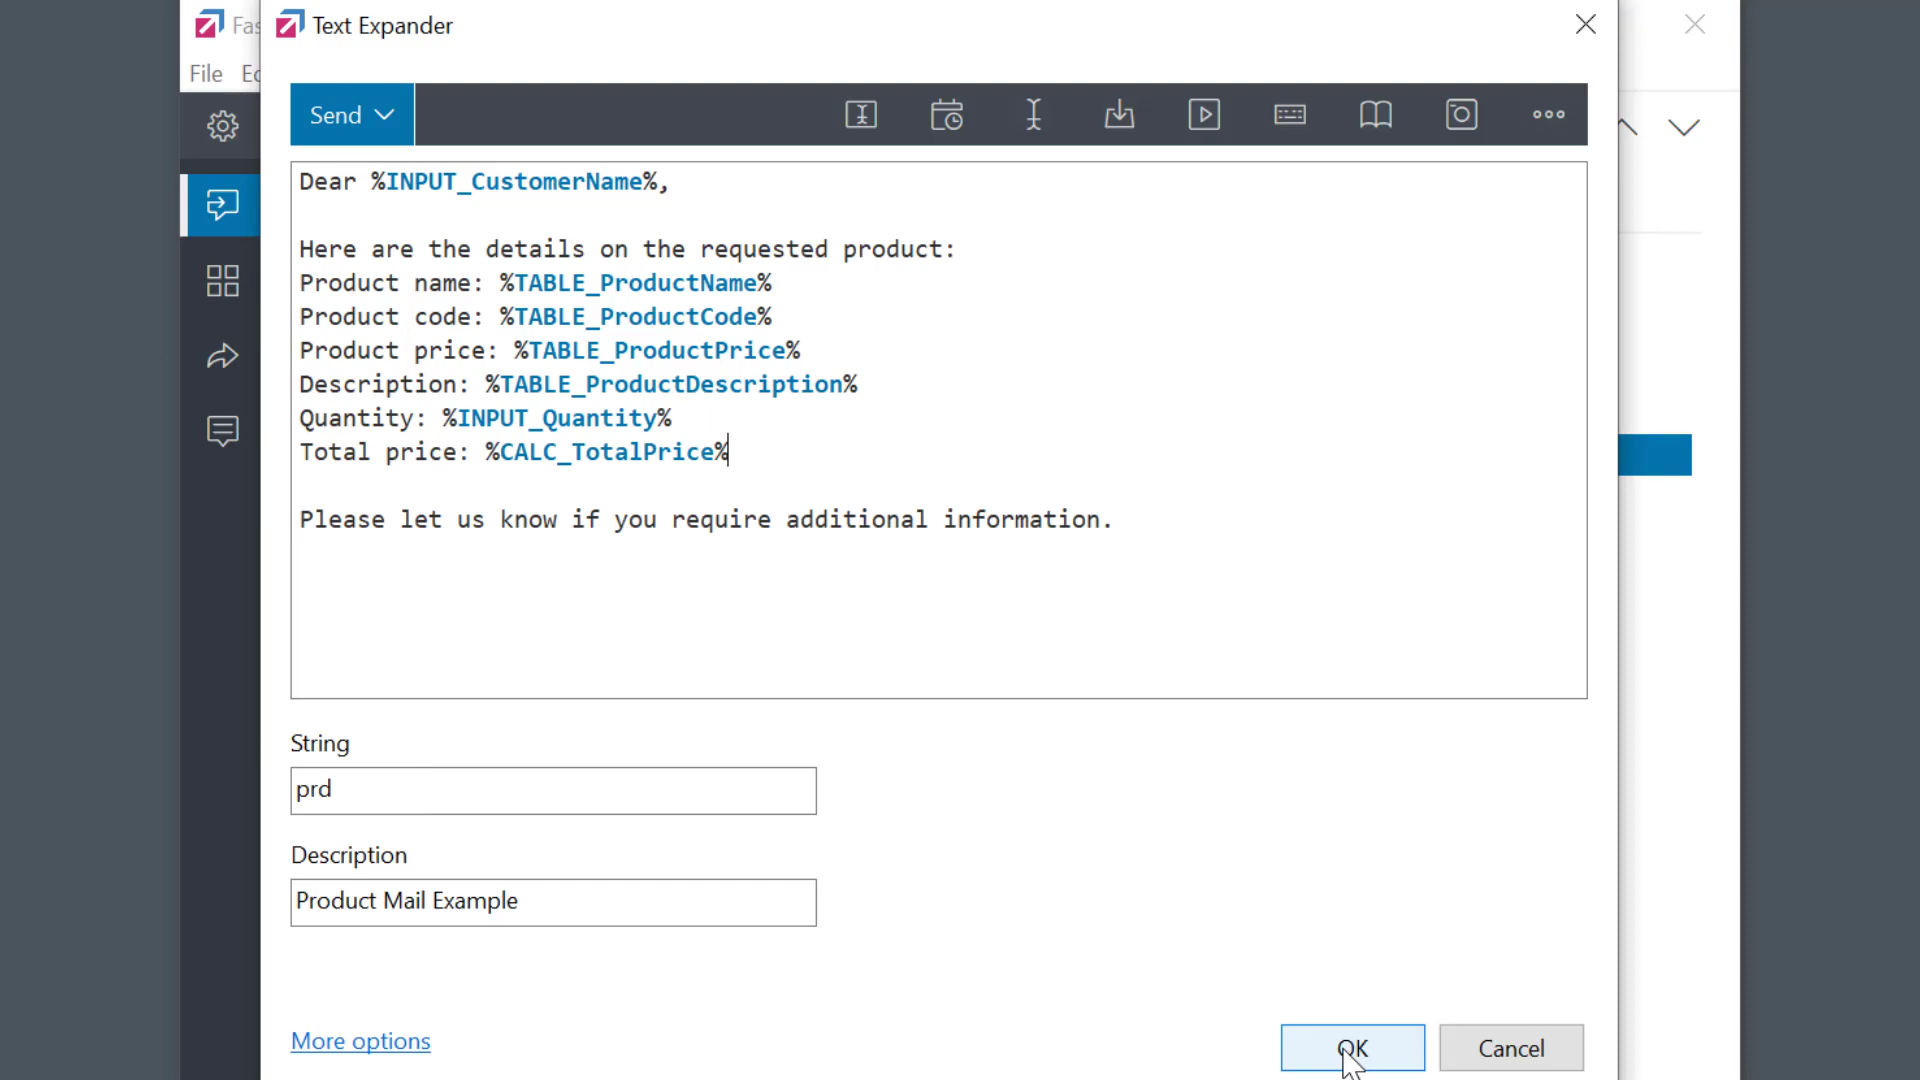 Fas
Text Expander
File Ed
Send
Dear %INPUT_CustomerName%,
Here are the details on the requested product:
Product name: %TABLE_ProductName%
Product code: %TABLE_ProductCode%
Product price: %TABLE_ProductPrice%
Description: %TABLE_ProductDescription%
Quantity: %INPUT_Quantity%
Total price: %CALC_TotalPrice%
Please let us know if you require additional information.
String
prd
Description
Product Mail Example
More options
OK
Cancel